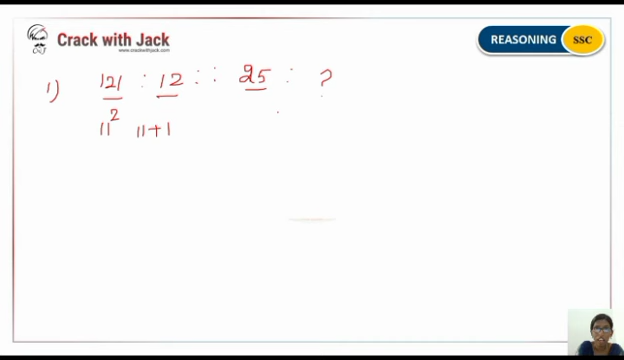 Crack with Jack
www.crackwithjack.com
REASONING SSC
1) 121 : 12 :: 25 : ?
11² 11+1